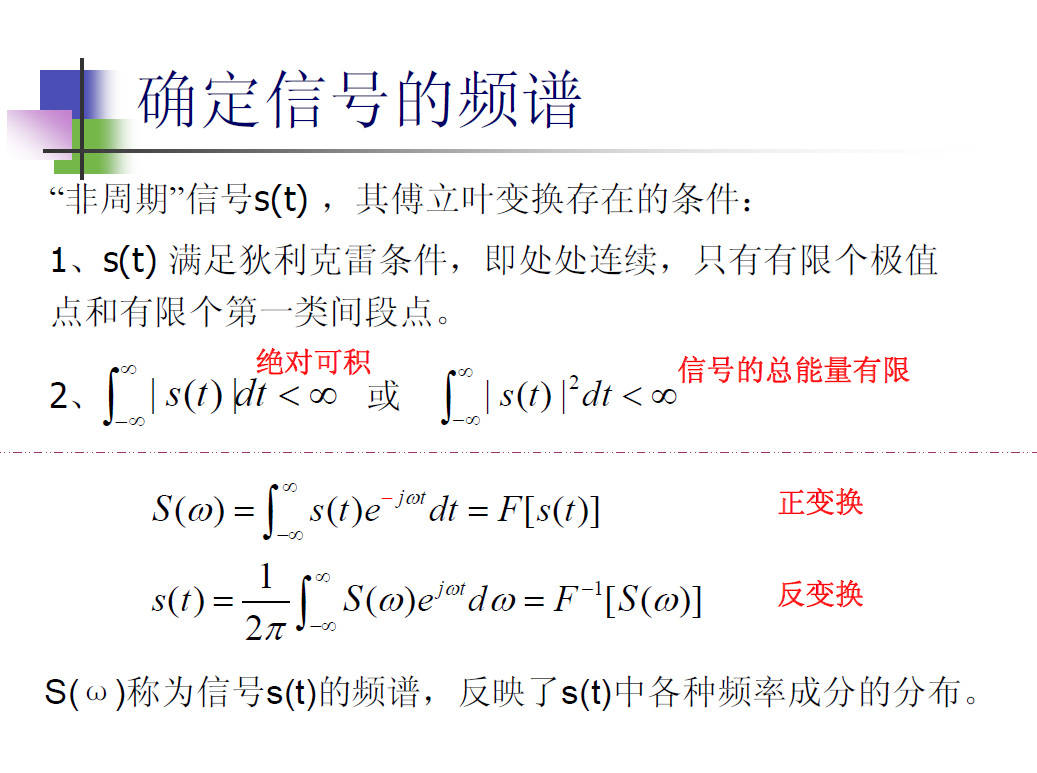 确定信号的频谱
“非周期”信号s(t) ，其傅立叶变换存在的条件：
1、s(t) 满足狄利克雷条件，即处处连续，只有有限个极值
点和有限个第一类间段点。
绝对可积
信号的总能量有限
2、∫_{-∞}^{∞} | s(t) |dt < ∞ 或 ∫_{-∞}^{∞} | s(t) |² dt < ∞
S(ω) = ∫_{-∞}^{∞} s(t)e^{-jωt} dt = F[s(t)] 正变换
s(t) = 1/2π ∫_{-∞}^{∞} S(ω)e^{jωt} dω = F⁻¹[S(ω)] 反变换
S(ω)称为信号s(t)的频谱，反映了s(t)中各种频率成分的分布。